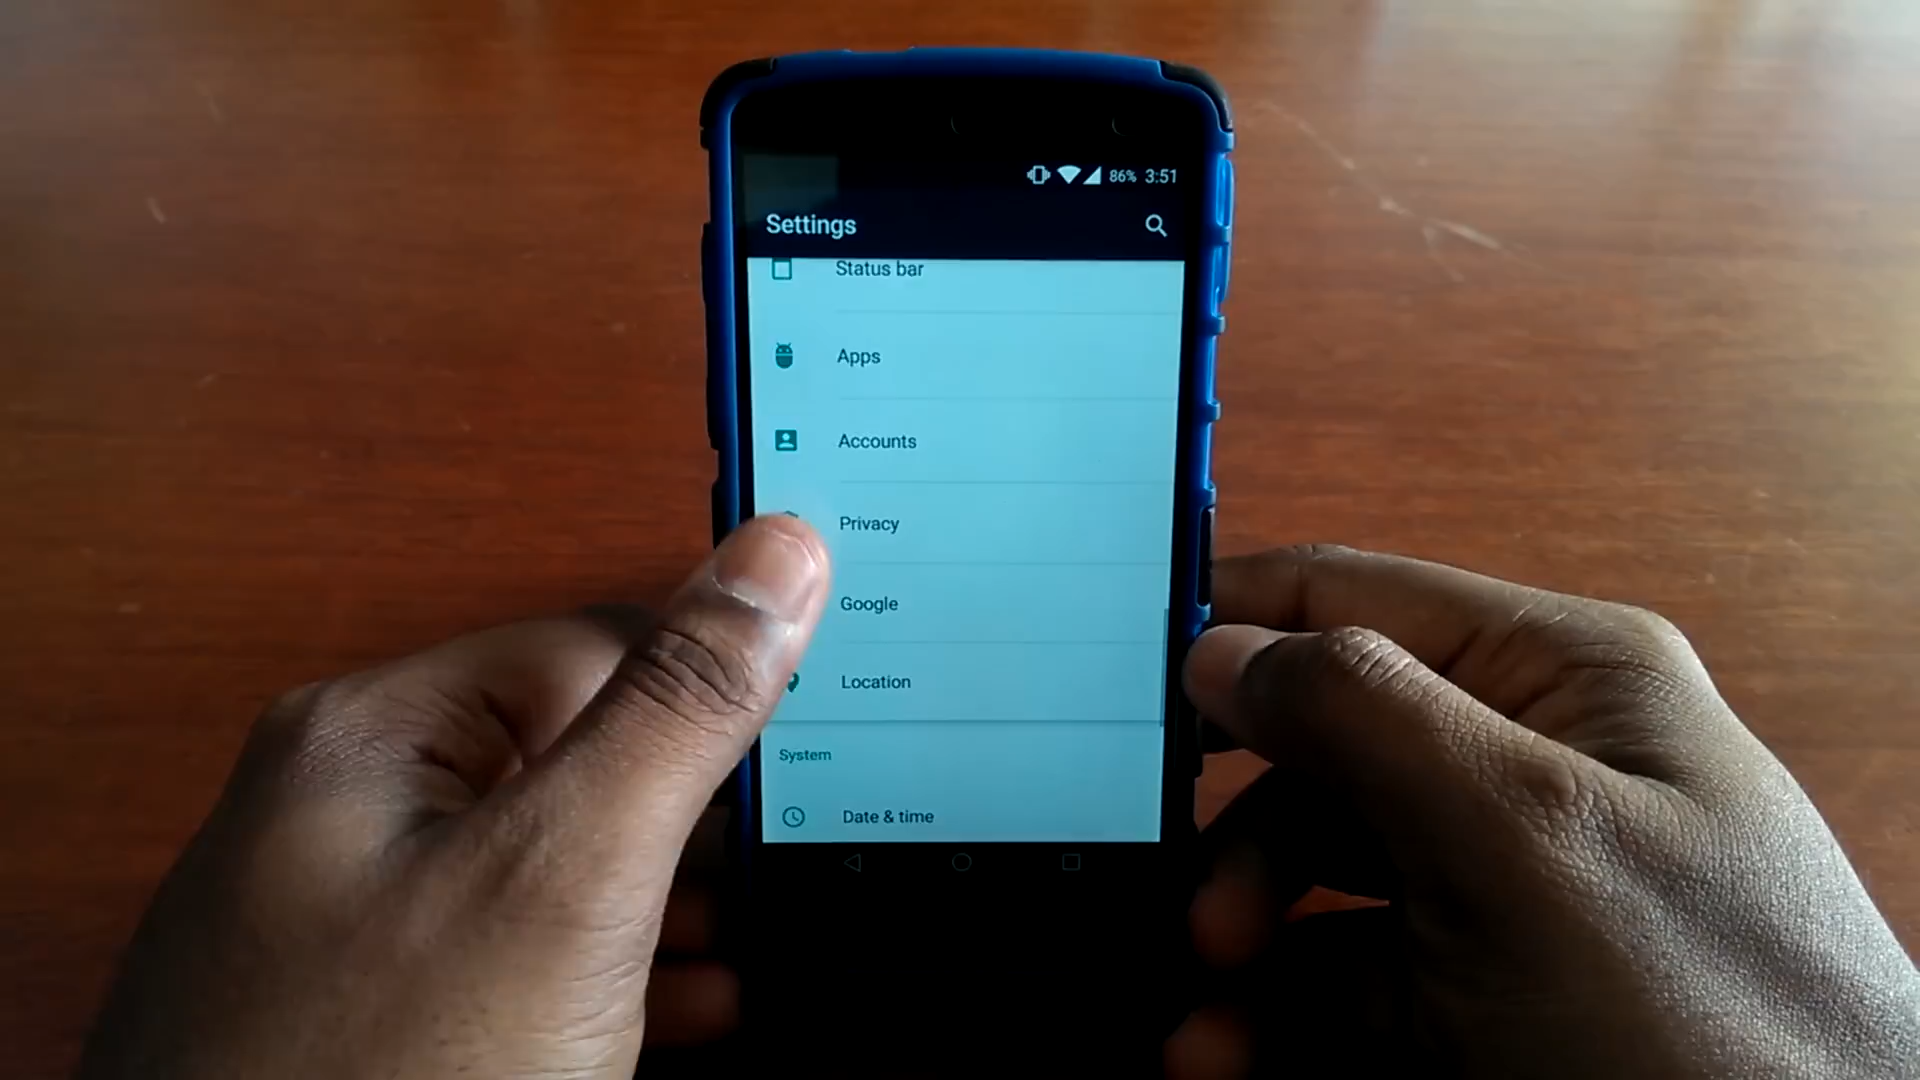 86% 3:51
Settings
Status bar
Apps
Accounts
Privacy
Google
Location
System
Date & time